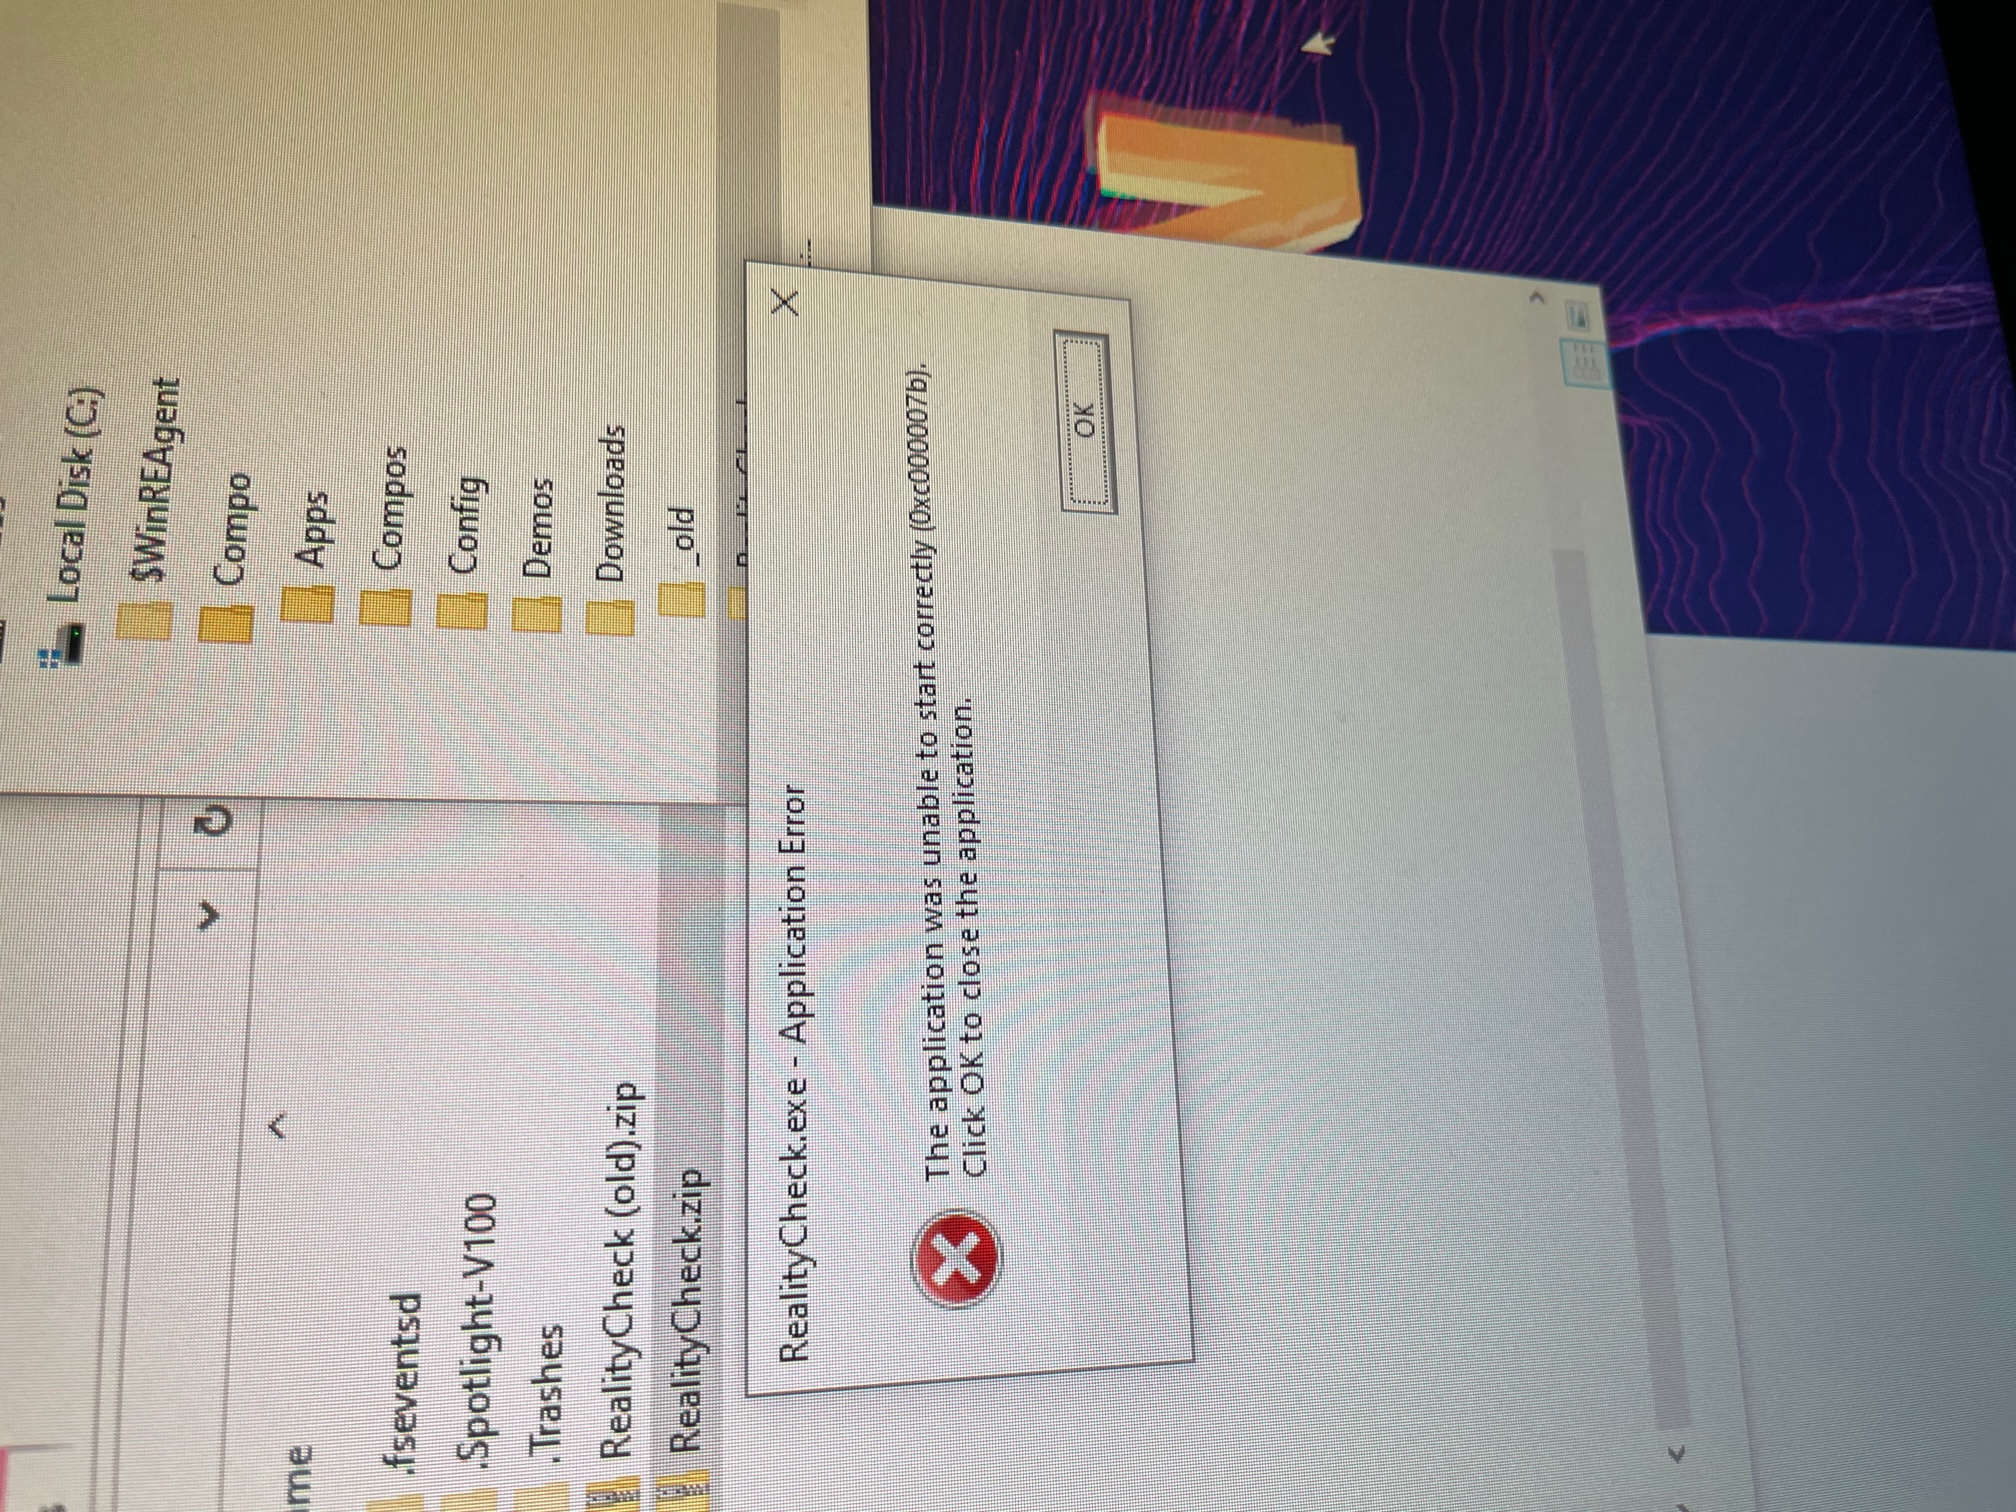 Local Disk (C:)
$WinREAgent
Compo
Apps
Compos
Config
Demos
Downloads
_old
.fseventsd
.Spotlight-V100
.Trashes
RealityCheck (old).zip
RealityCheck.zip
RealityCheck.exe - Application Error
The application was unable to start correctly (0xc000007b).
Click OK to close the application.
OK
N